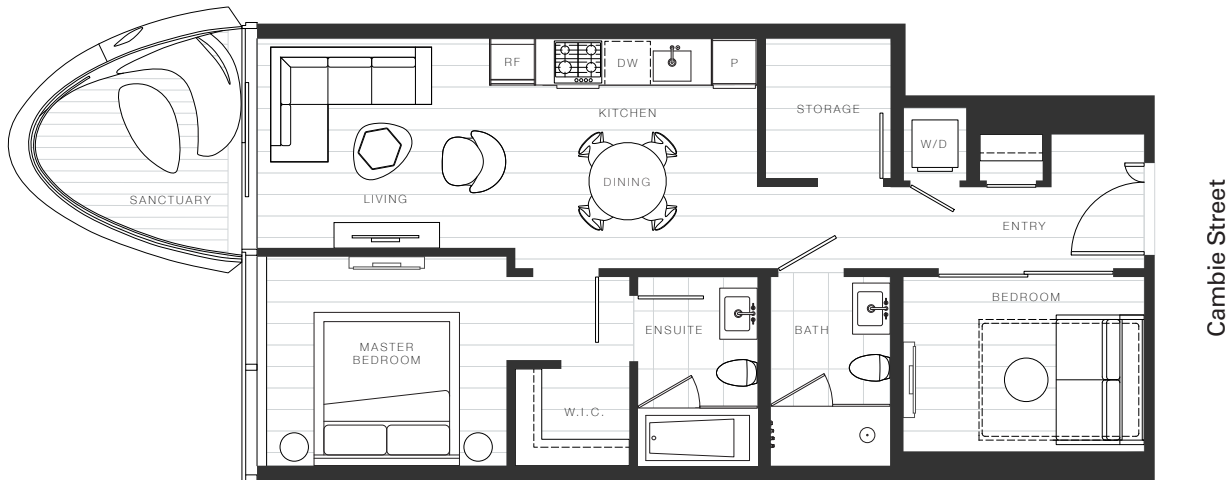 RF
DW
P
KITCHEN
STORAGE
W/D
SANCTUARY
LIVING
DINING
ENTRY
Cambie Street
BEDROOM
MASTER
BEDROOM
ENSUITE
BATH
W.I.C.